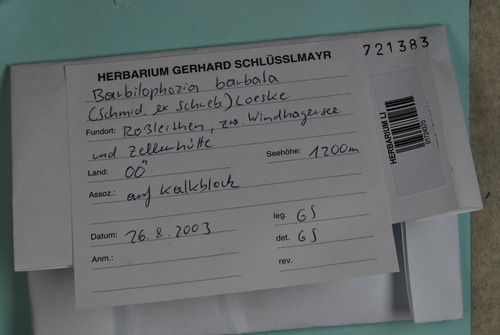 HERBARIUM GERHARD SCHLÜSSLMAYR
721383
Barbilophozia barbata
(Schmid. ex Schreb.) Loeske
Fundort: Roßleithen, zw. Windhagersee
und Zellerhütte
Land: OÖ
Seehöhe: 1200m
Assoz.: auf Kalkblock
Datum: 26.8.2003
leg. GS
Anm.:
det. GS
rev.
HERBARIUM LI